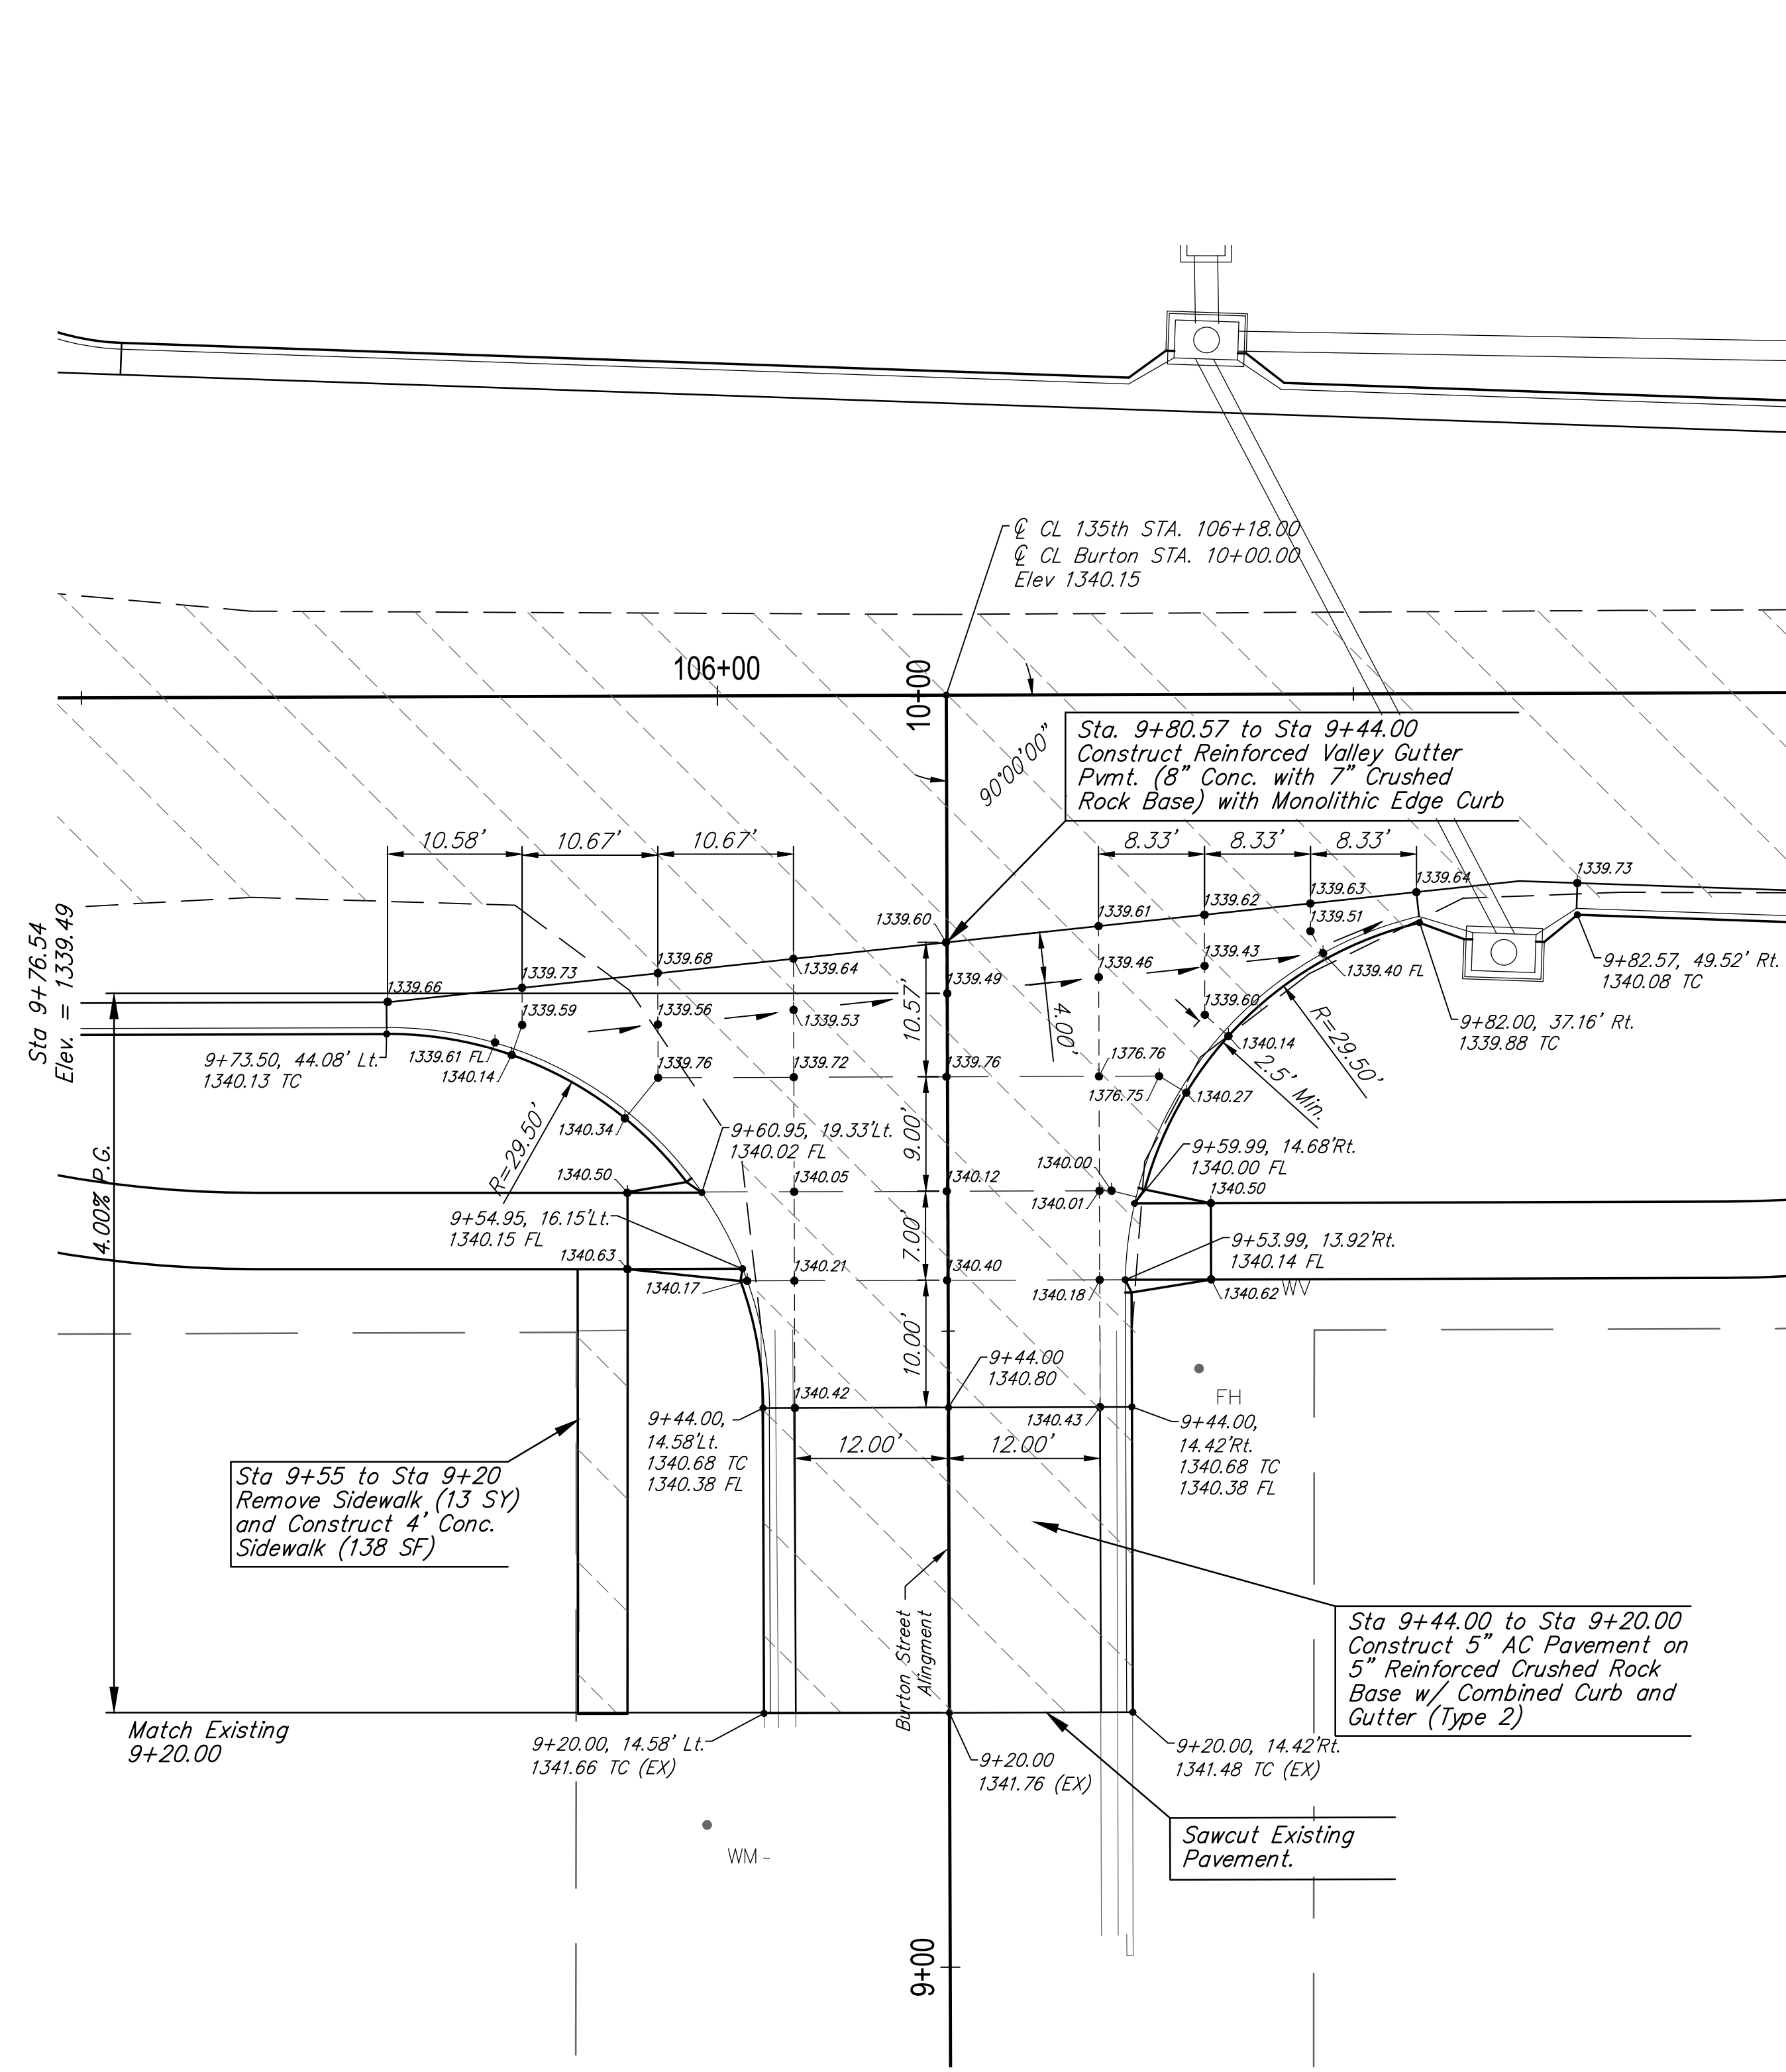 ℄ CL 135th STA. 106+18.00
℄ CL Burton STA. 10+00.00
Elev 1340.15
106+00
10+00
90°00'00"
Sta. 9+80.57 to Sta 9+44.00
Construct Reinforced Valley Gutter
Pvmt. (8" Conc. with 7" Crushed
Rock Base) with Monolithic Edge Curb
10.58'
10.67'
10.67'
8.33'
8.33'
8.33'
1339.73
1339.64
1339.63
1339.62
1339.61
1339.60
1339.51
Sta 9+76.54
Elev. = 1339.49
1339.66
1339.73
1339.68
1339.64
1339.49
1339.46
1339.43
1339.40 FL
9+82.57, 49.52' Rt.
1340.08 TC
1339.59
1339.56
1339.53
10.57'
4.00'
1339.60
R=29.50'
9+82.00, 37.16' Rt.
1339.88 TC
9+73.50, 44.08' Lt.
1340.13 TC
1339.61 FL
1340.14
1339.76
1339.72
1339.76
1376.76
1376.75
1340.14
2.5' Min.
1340.27
R=29.50'
1340.34
9+60.95, 19.33'Lt.
1340.02 FL
9.00'
9+59.99, 14.68'Rt.
1340.00 FL
4.00% P.G.
1340.50
1340.05
1340.12
1340.00
1340.01
1340.50
9+54.95, 16.15'Lt.
1340.15 FL
7.00'
9+53.99, 13.92'Rt.
1340.14 FL
1340.63
1340.17
1340.21
1340.40
1340.18
1340.62
WV
10.00'
9+44.00
1340.80
FH
1340.42
1340.43
9+44.00,
14.58'Lt.
1340.68 TC
1340.38 FL
12.00'
12.00'
9+44.00,
14.42'Rt.
1340.68 TC
1340.38 FL
Sta 9+55 to Sta 9+20
Remove Sidewalk (13 SY)
and Construct 4' Conc.
Sidewalk (138 SF)
Burton Street
Alingment
Sta 9+44.00 to Sta 9+20.00
Construct 5" AC Pavement on
5" Reinforced Crushed Rock
Base w/ Combined Curb and
Gutter (Type 2)
Match Existing
9+20.00
9+20.00, 14.58' Lt.
1341.66 TC (EX)
9+20.00
1341.76 (EX)
9+20.00, 14.42'Rt.
1341.48 TC (EX)
Sawcut Existing
Pavement.
WM
9+00